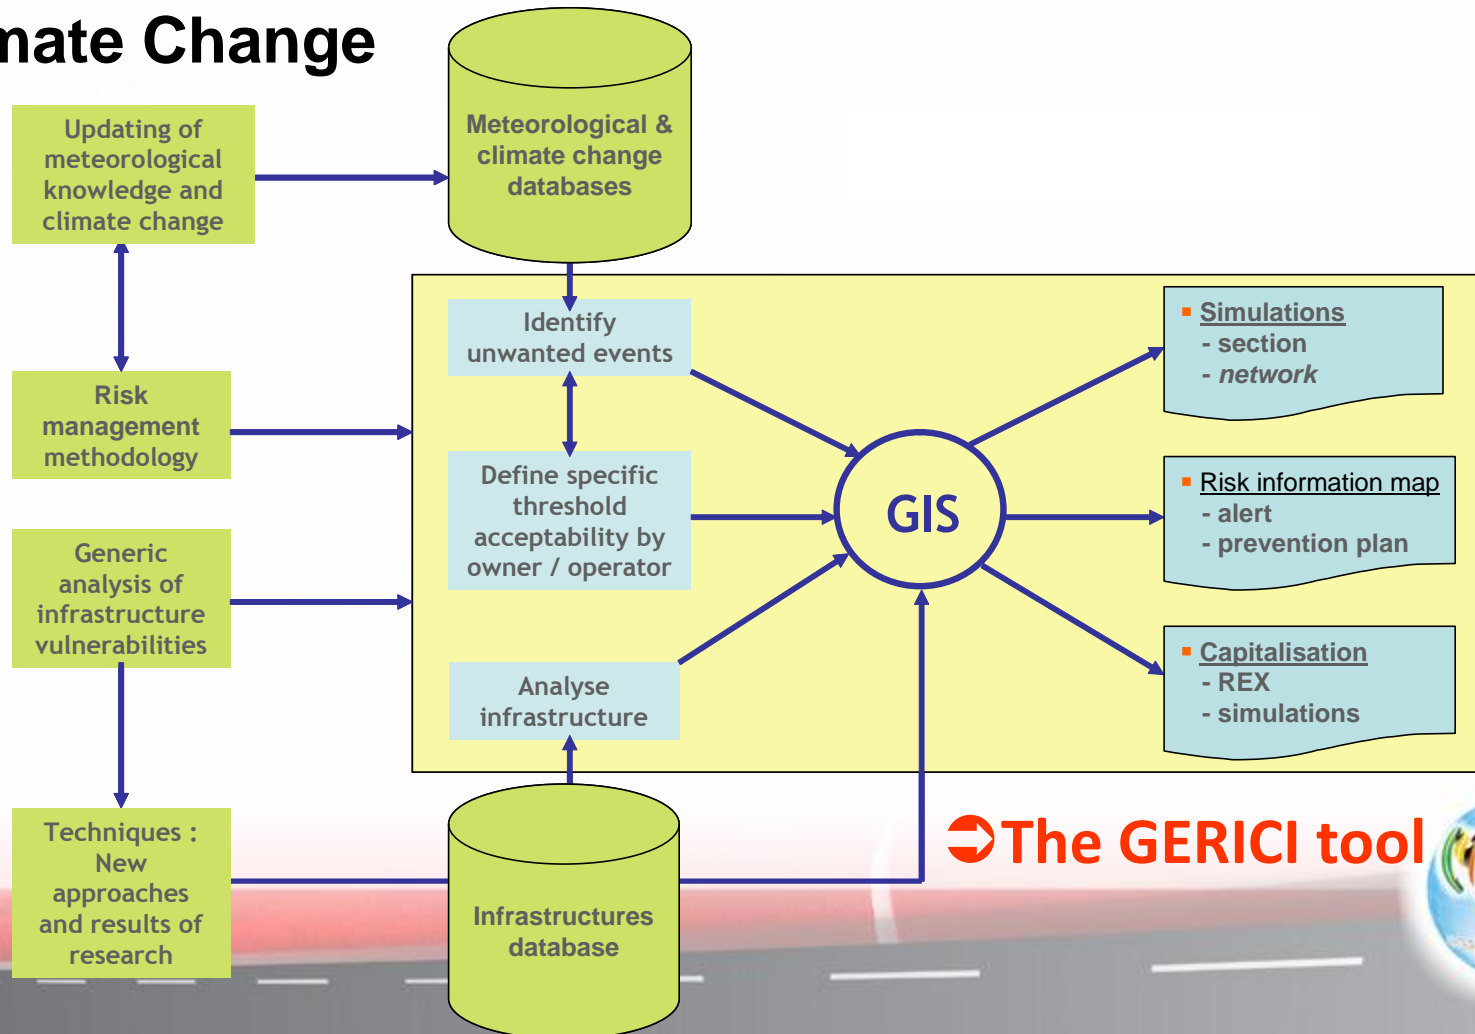 mate Change
Updating of
meteorological
knowledge and
climate change
Meteorological &
climate change
databases
Risk
management
methodology
Identify
unwanted events
Define specific
threshold
acceptability by
owner / operator
GIS
▪ Simulations
- section
- network
▪ Risk information map
- alert
- prevention plan
Generic
analysis of
infrastructure
vulnerabilities
Analyse
infrastructure
▪ Capitalisation
- REX
- simulations
Techniques :
New
approaches
and results of
research
Infrastructures
database
➲The GERICI tool